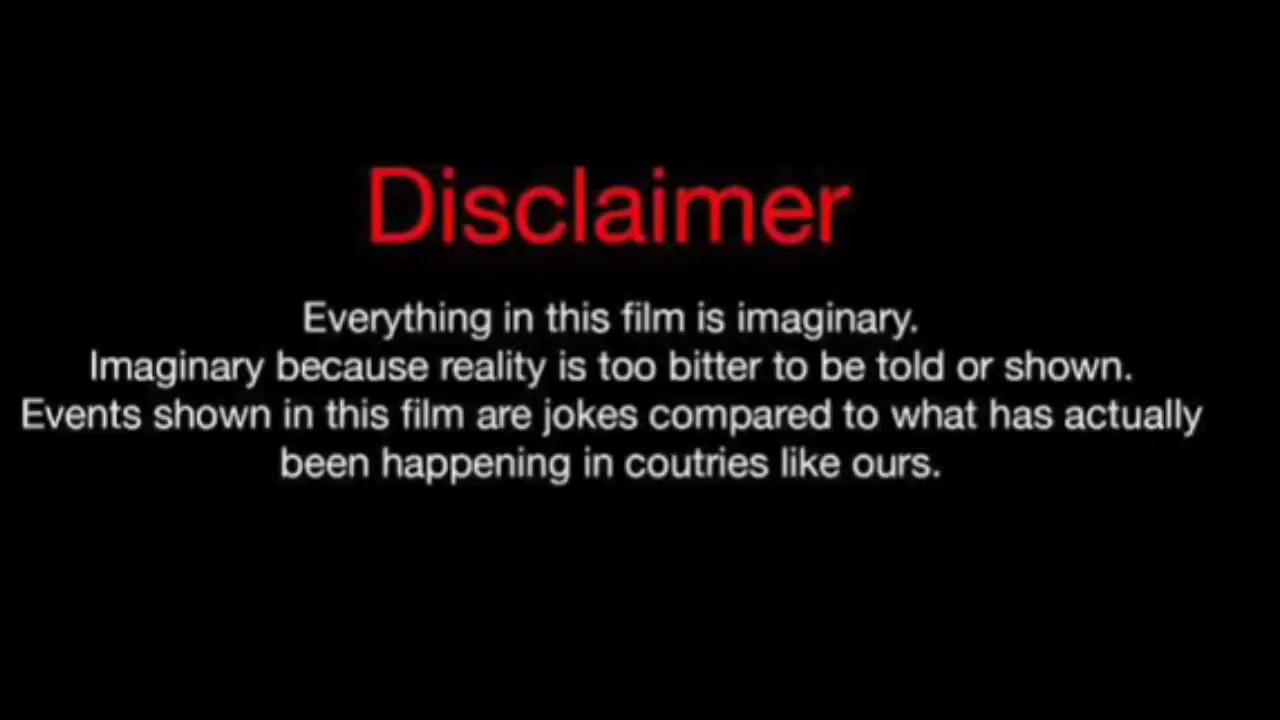 Disclaimer
Everything in this film is imaginary.
Imaginary because reality is too bitter to be told or shown.
Events shown in this film are jokes compared to what has actually
been happening in coutries like ours.